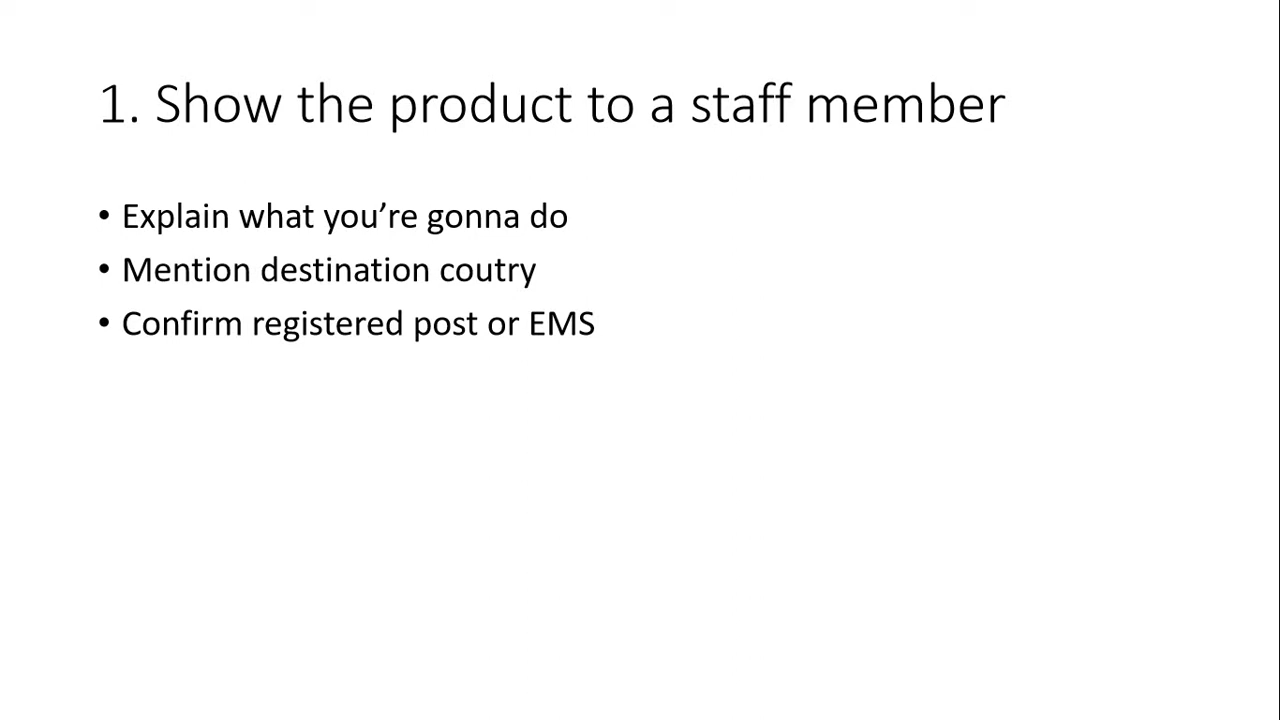 1. Show the product to a staff member
• Explain what you’re gonna do
• Mention destination coutry
• Confirm registered post or EMS